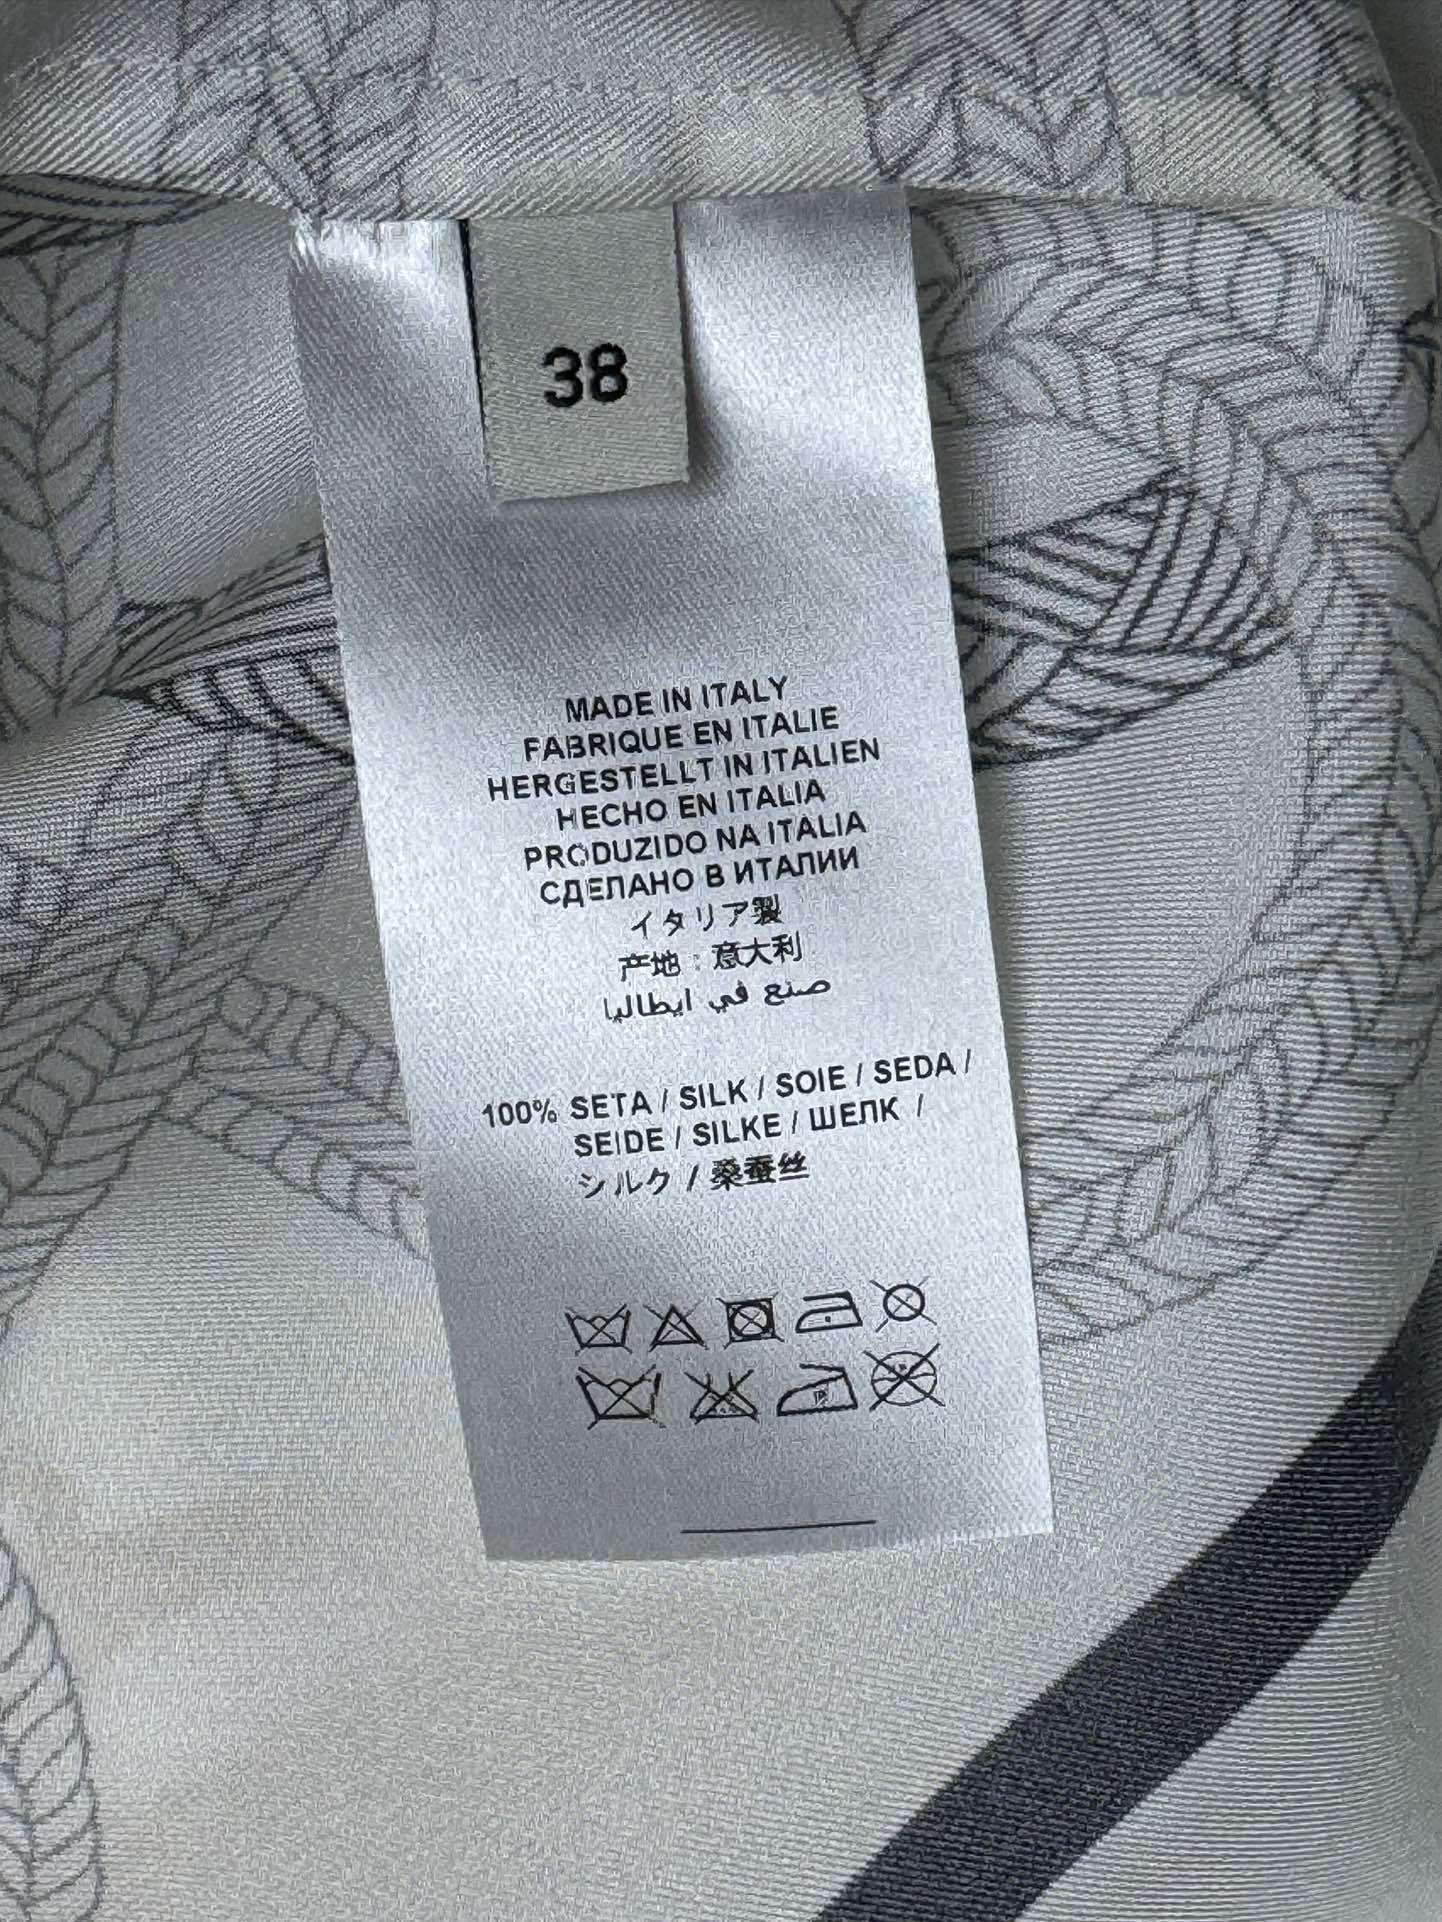 38
MADE IN ITALY
FABRIQUE EN ITALIE
HERGESTELLT IN ITALIEN
HECHO EN ITALIA
PRODUZIDO NA ITALIA
СДЕЛАНО В ИТАЛИИ
イタリア製
产地：意大利
صنع في ايطاليا
100% SETA / SILK / SOIE / SEDA /
SEIDE / SILKE / ШЕЛК /
シルク / 桑蚕丝